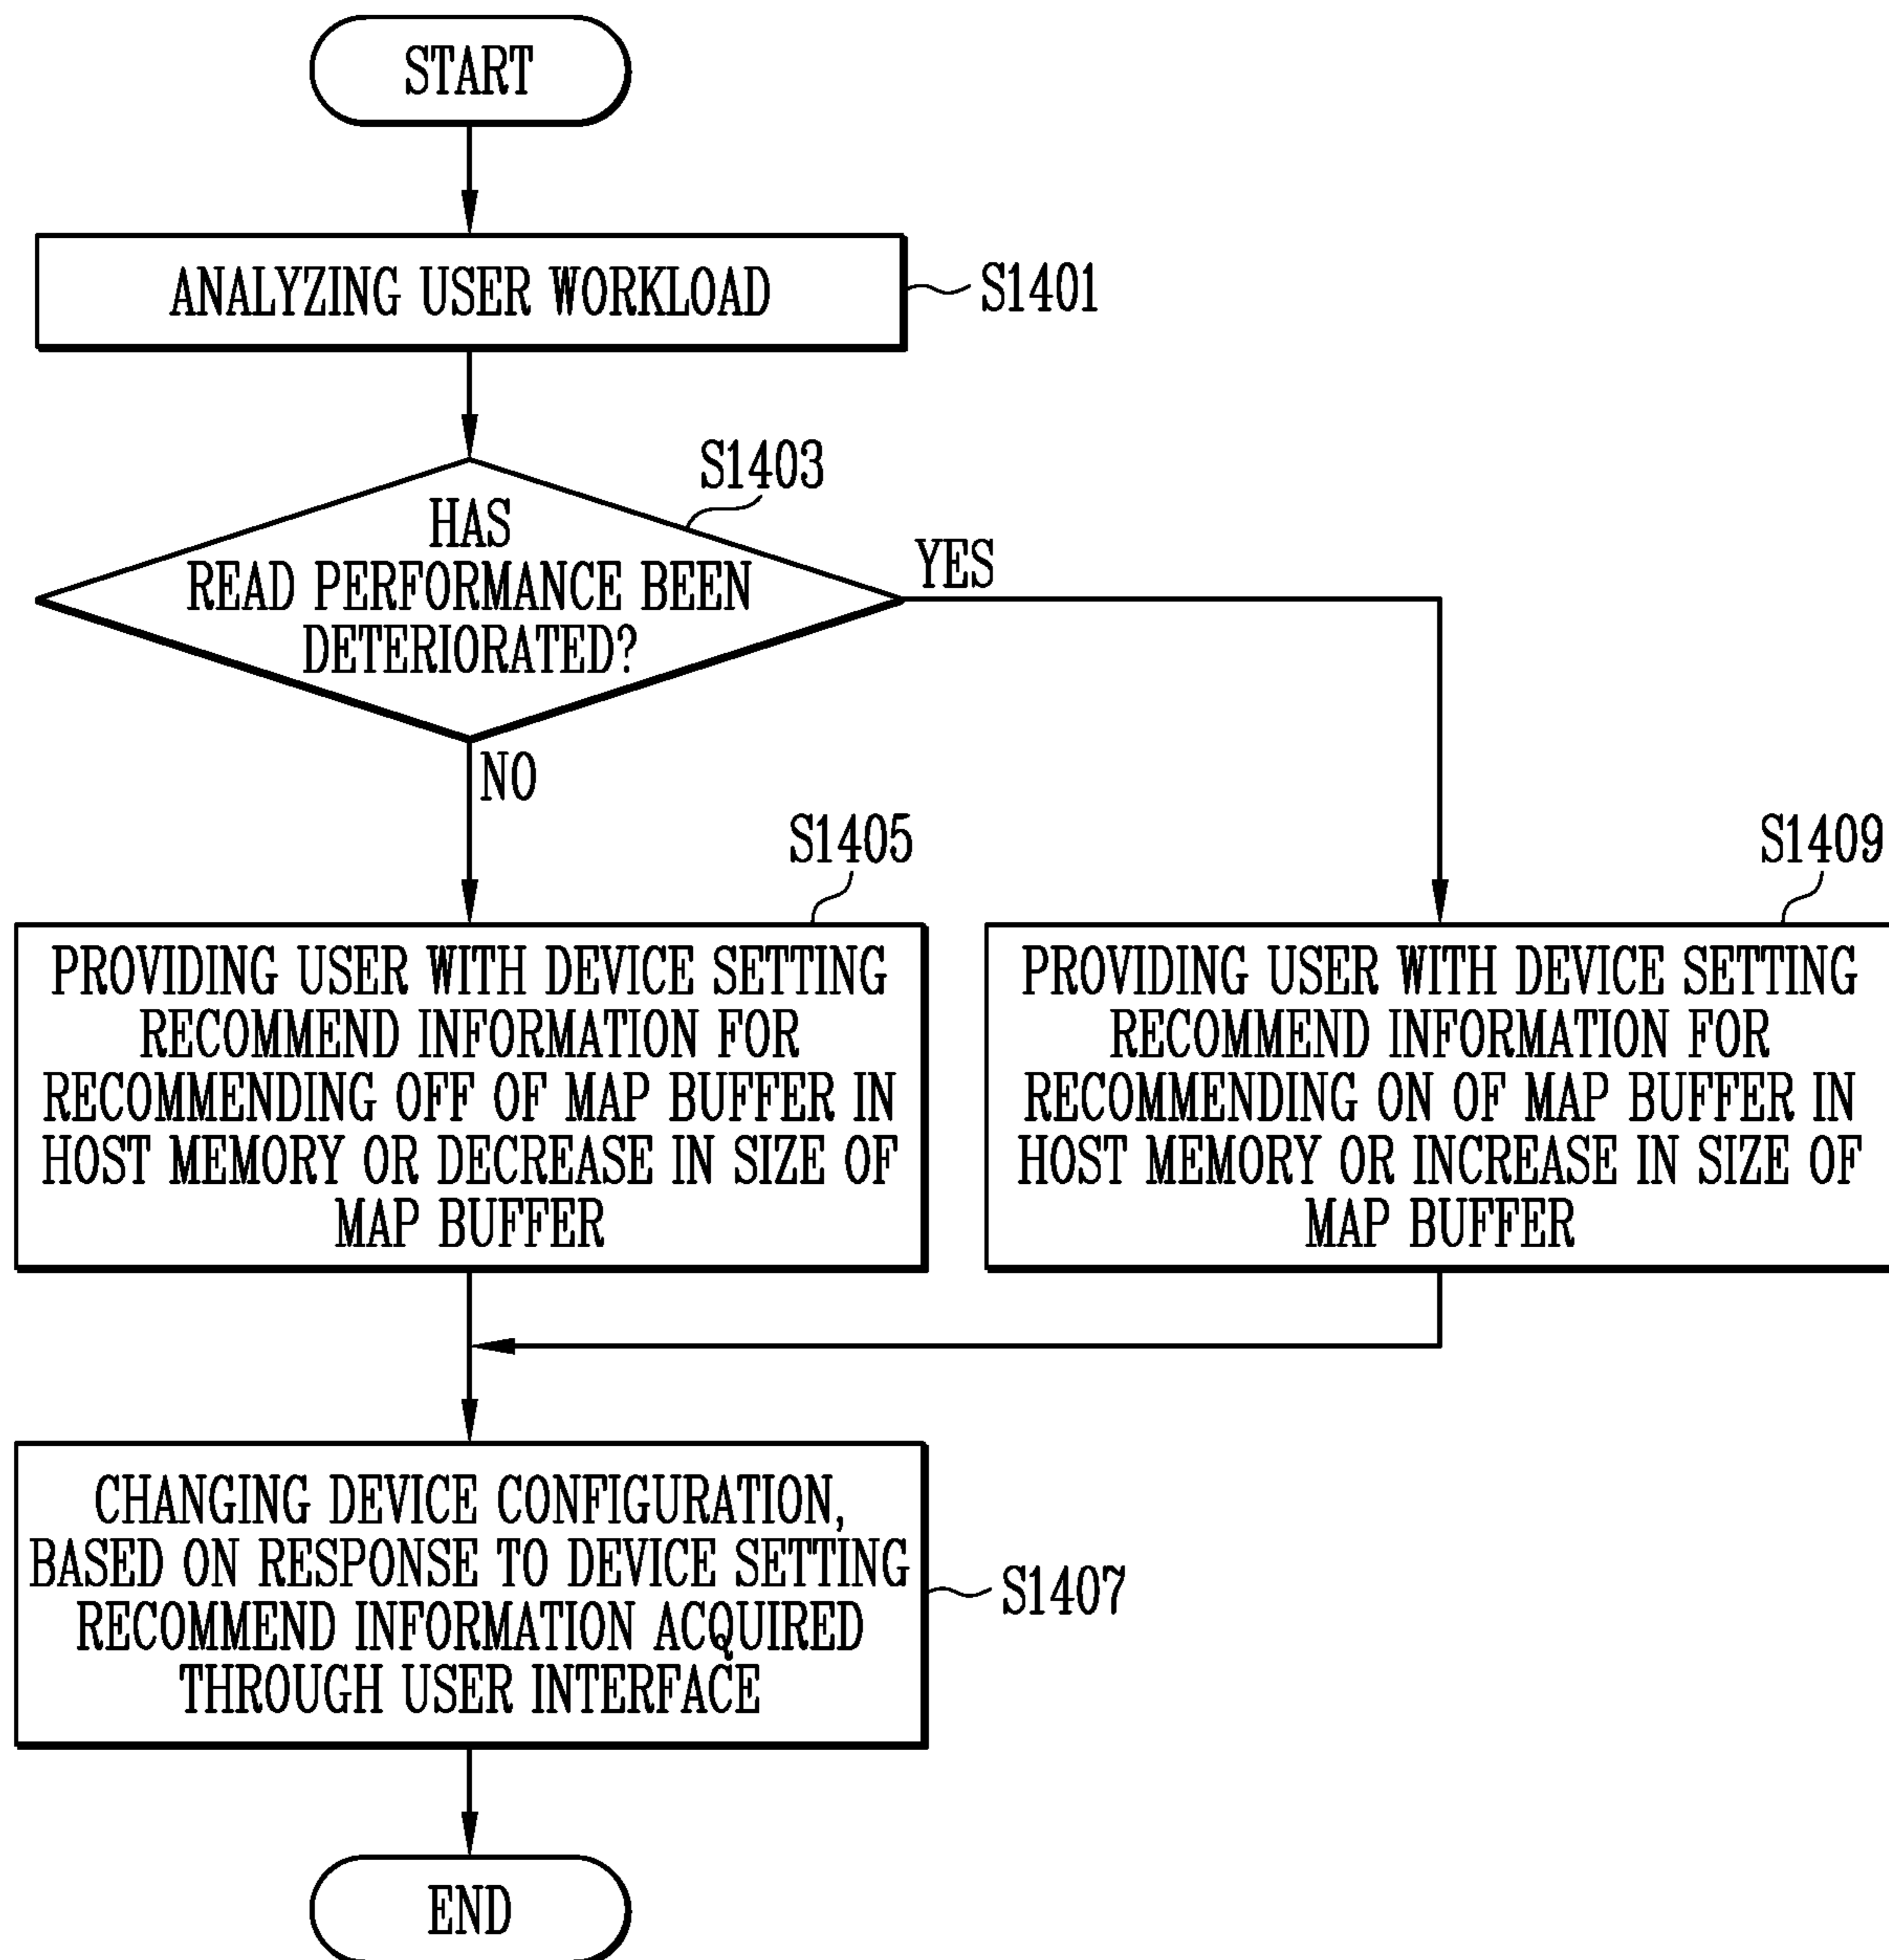 START
ANALYZING USER WORKLOAD
S1401
S1403
HAS
READ PERFORMANCE BEEN
DETERIORATED?
YES
NO
S1405
PROVIDING USER WITH DEVICE SETTING
RECOMMEND INFORMATION FOR
RECOMMENDING OFF OF MAP BUFFER IN
HOST MEMORY OR DECREASE IN SIZE OF
MAP BUFFER
S1409
PROVIDING USER WITH DEVICE SETTING
RECOMMEND INFORMATION FOR
RECOMMENDING ON OF MAP BUFFER IN
HOST MEMORY OR INCREASE IN SIZE OF
MAP BUFFER
CHANGING DEVICE CONFIGURATION,
BASED ON RESPONSE TO DEVICE SETTING
RECOMMEND INFORMATION ACQUIRED
THROUGH USER INTERFACE
S1407
END